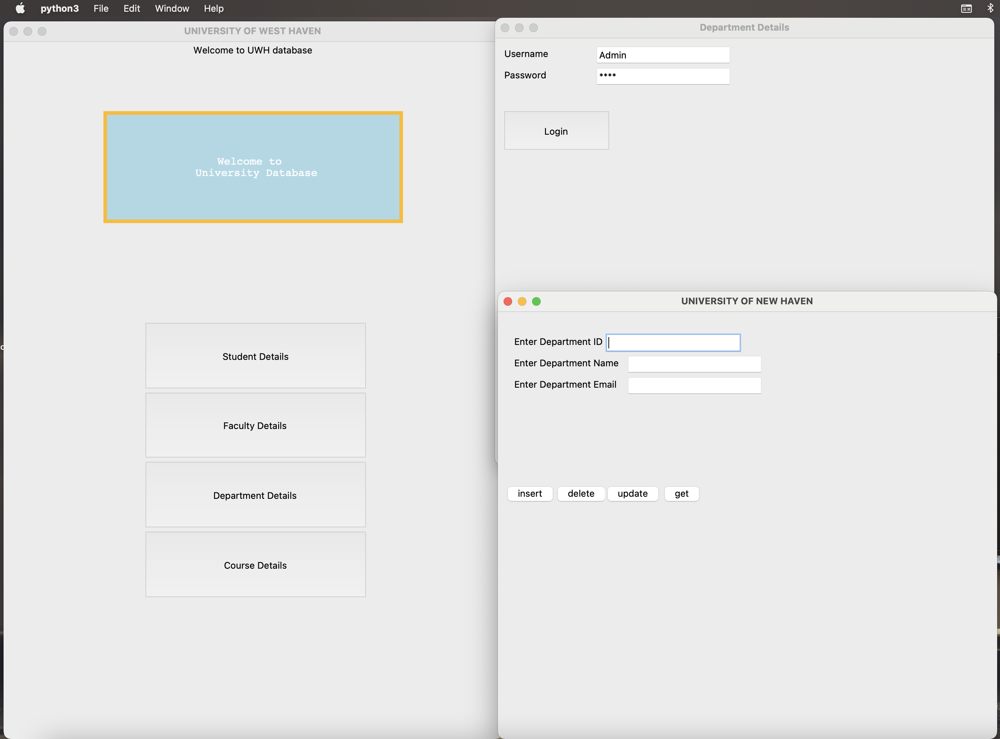 python3 File Edit Window Help
UNIVERSITY OF WEST HAVEN
Welcome to UWH database
Welcome to
University Database
Student Details
Faculty Details
Department Details
Course Details
Department Details
Username Admin
Password ****
Login
UNIVERSITY OF NEW HAVEN
Enter Department ID
Enter Department Name
Enter Department Email
insert delete update get